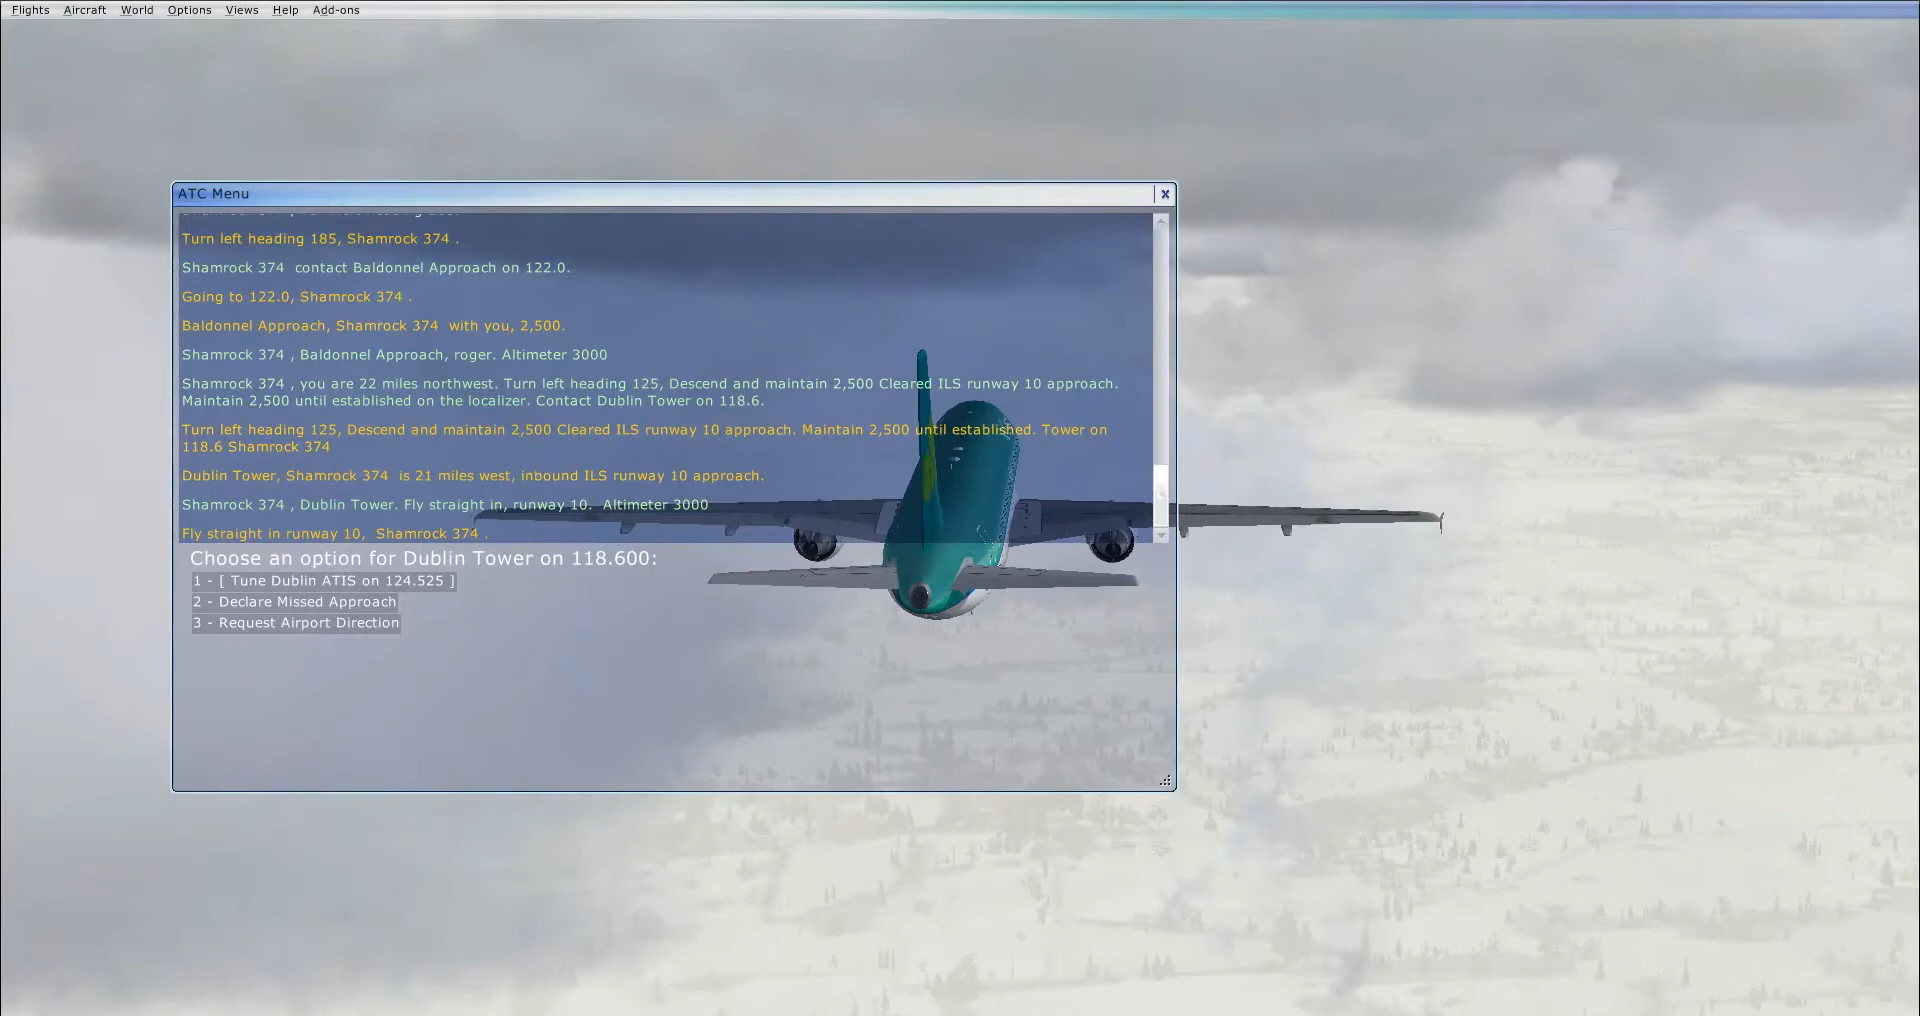 Flights Aircraft World Options Views Help Add-ons
ATC Menu
Turn left heading 185, Shamrock 374 .
Shamrock 374  contact Baldonnel Approach on 122.0.
Going to 122.0, Shamrock 374 .
Baldonnel Approach, Shamrock 374  with you, 2,500.
Shamrock 374 , Baldonnel Approach, roger. Altimeter 3000
Shamrock 374 , you are 22 miles northwest. Turn left heading 125, Descend and maintain 2,500 Cleared ILS runway 10 approach.
Maintain 2,500 until established on the localizer. Contact Dublin Tower on 118.6.
Turn left heading 125, Descend and maintain 2,500 Cleared ILS runway 10 approach. Maintain 2,500 until established. Tower on
118.6 Shamrock 374
Dublin Tower, Shamrock 374  is 21 miles west, inbound ILS runway 10 approach.
Shamrock 374 , Dublin Tower. Fly straight in, runway 10.  Altimeter 3000
Fly straight in runway 10,  Shamrock 374 .
Choose an option for Dublin Tower on 118.600:
1 - [ Tune Dublin ATIS on 124.525 ]
2 - Declare Missed Approach
3 - Request Airport Direction